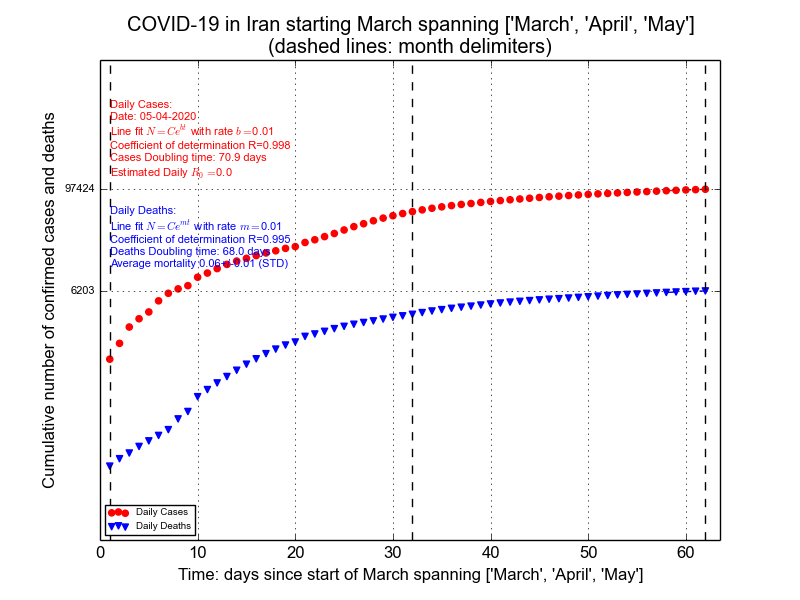 COVID-19 in Iran starting March spanning ['March', 'April', 'May']
(dashed lines: month delimiters)
Cumulative number of confirmed cases and deaths
97424
6203
Daily Cases:
Date: 05-04-2020
Line fit N=Ce^{bt} with rate b=0.01
Coefficient of determination R=0.998
Cases Doubling time: 70.9 days
Estimated Daily R_0=0.0
Daily Deaths:
Line fit N=Ce^{mt} with rate m=0.01
Coefficient of determination R=0.995
Deaths Doubling time: 68.0 days
Average mortality 0.06+-0.01 (STD)
Daily Cases
Daily Deaths
0 10 20 30 40 50 60
Time: days since start of March spanning ['March', 'April', 'May']